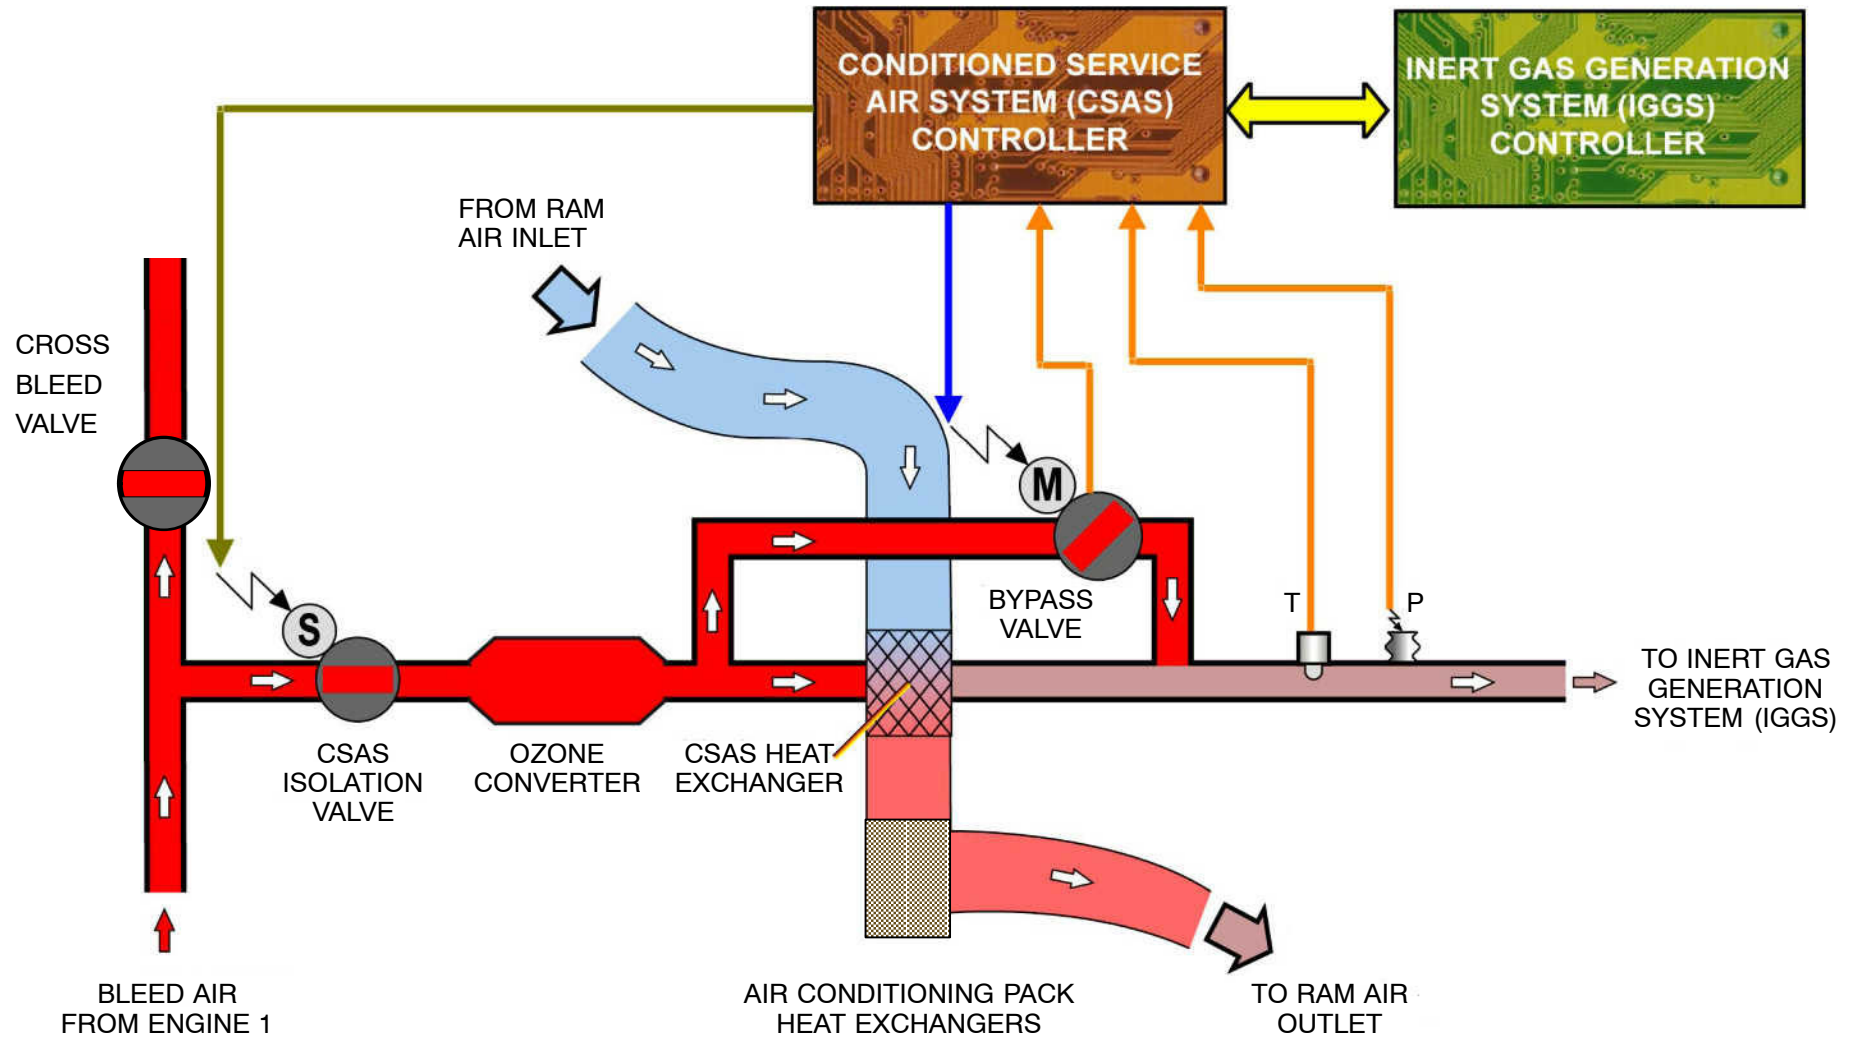 CONDITIONED SERVICE
AIR SYSTEM (CSAS)
CONTROLLER
INERT GAS GENERATION
SYSTEM (IGGS)
CONTROLLER
FROM RAM
AIR INLET
CROSS
BLEED
VALVE
M
S
BYPASS
VALVE
T
P
TO INERT GAS
GENERATION
SYSTEM (IGGS)
CSAS
ISOLATION
VALVE
OZONE
CONVERTER
CSAS HEAT
EXCHANGER
BLEED AIR
FROM ENGINE 1
AIR CONDITIONING PACK
HEAT EXCHANGERS
TO RAM AIR
OUTLET